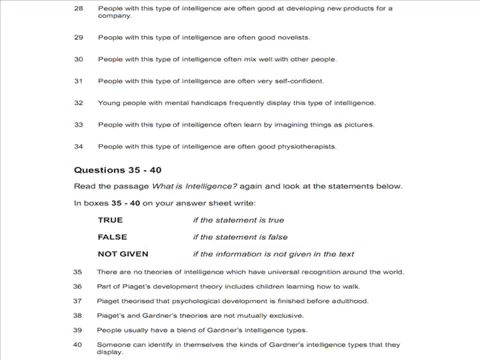 28 People with this type of intelligence are often good at developing new products for a
company.
29 People with this type of intelligence are often good novelists.
30 People with this type of intelligence often mix well with other people.
31 People with this type of intelligence are often very self-confident.
32 Young people with mental handicaps frequently display this type of intelligence.
33 People with this type of intelligence often learn by imagining things as pictures.
34 People with this type of intelligence are often good physiotherapists.
Questions 35 - 40
Read the passage What is Intelligence? again and look at the statements below.
In boxes 35 - 40 on your answer sheet write:
TRUE if the statement is true
FALSE if the statement is false
NOT GIVEN if the information is not given in the text
35 There are no theories of intelligence which have universal recognition around the world.
36 Part of Piaget's development theory includes children learning how to walk.
37 Piaget theorised that psychological development is finished before adulthood.
38 Piaget's and Gardner's theories are not mutually exclusive.
39 People usually have a blend of Gardner's intelligence types.
40 Someone can identify in themselves the kinds of Gardner's intelligence types that they
display.